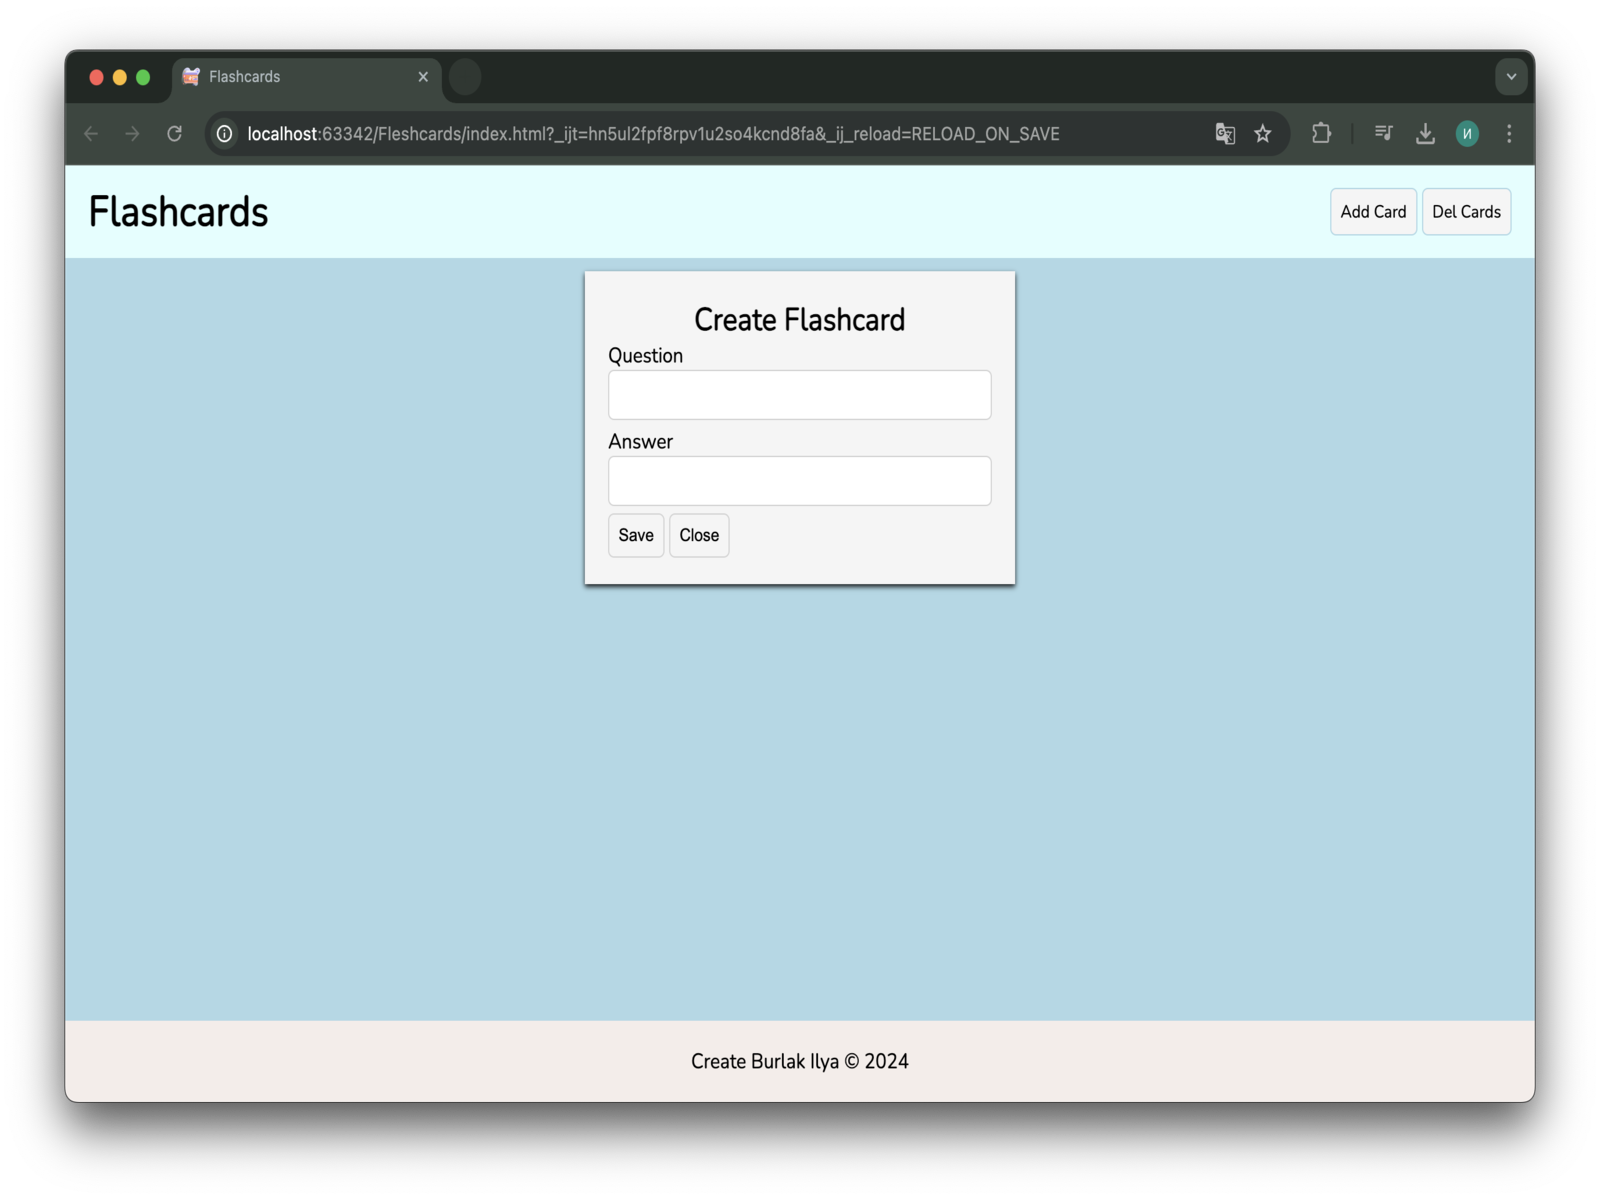 Flashcards
localhost:63342/Fleshcards/index.html?_ijt=hn5ul2fpf8rpv1u2so4kcnd8fa&_ij_reload=RELOAD_ON_SAVE
И
Flashcards
Add Card
Del Cards
Create Flashcard
Question
Answer
Save
Close
Create Burlak Ilya © 2024